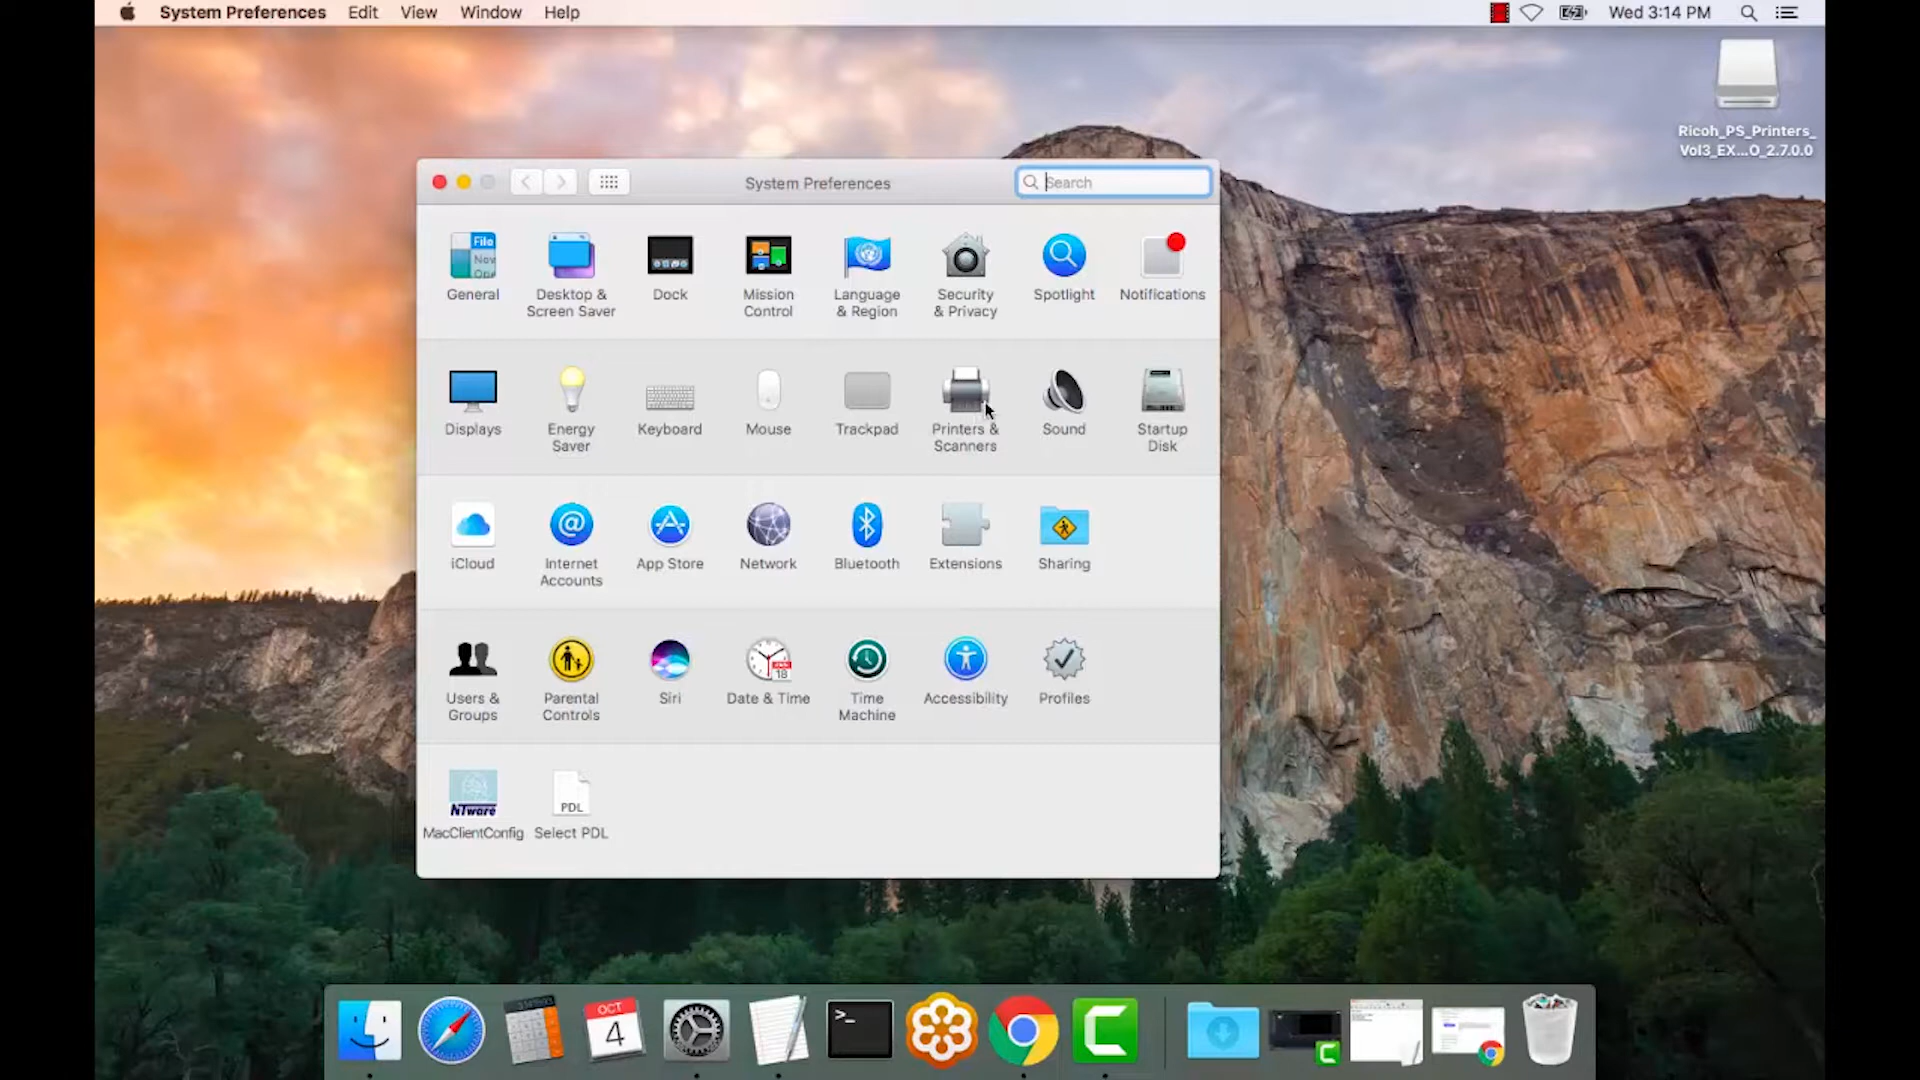 System Preferences Edit View Window Help
Wed 3:14 PM
Ricoh_PS_Printers_
Vol3_EX...O_2.7.0.0
System Preferences
Search
File
New
General
Desktop &
Screen Saver
Dock
Mission
Control
Language
& Region
Security
& Privacy
Spotlight
Notifications
Displays
Energy
Saver
Keyboard
Mouse
Trackpad
Printers &
Scanners
Sound
Startup
Disk
iCloud
@
Internet
Accounts
App Store
Network
Bluetooth
Extensions
Sharing
Users &
Groups
Parental
Controls
Siri
18
Date & Time
Time
Machine
Accessibility
Profiles
NTware
MacClientConfig
PDL
Select PDL
OCT
4
>_
C
C